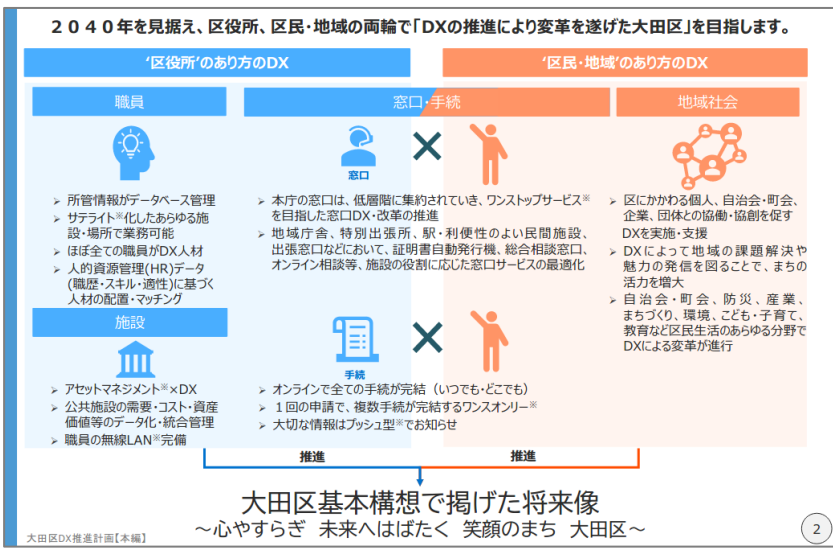 ２０４０年を見据え、区役所、区民・地域の両輪で「DXの推進により変革を遂げた大田区」を目指します。
‘区役所’のあり方のDX
‘区民・地域’のあり方のDX
職員
➢ 所管情報がデータベース管理
➢ サテライト※化したあらゆる施
設・場所で業務可能
➢ ほぼ全ての職員がDX人材
➢ 人的資源管理(HR)データ
(職歴・スキル・適性)に基づく
人材の配置・マッチング
施設
➢ アセットマネジメント※×DX
➢ 公共施設の需要・コスト・資産
価値等のデータ化・統合管理
➢ 職員の無線LAN※完備
窓口・手続
窓口
➢ 本庁の窓口は、低層階に集約されていき、ワンストップサービス※
を目指した窓口DX・改革の推進
➢ 地域庁舎、特別出張所、駅・利便性のよい民間施設、
出張窓口などにおいて、証明書自動発行機、総合相談窓口、
オンライン相談等、施設の役割に応じた窓口サービスの最適化
手続
➢ オンラインで全ての手続が完結（いつでも・どこでも）
➢ １回の申請で、複数手続が完結するワンスオンリー※
➢ 大切な情報はプッシュ型※でお知らせ
地域社会
➢ 区にかかわる個人、自治会・町会、
企業、団体との協働・協創を促す
DXを実施・支援
➢ DXによって地域の課題解決や
魅力の発信を図ることで、まちの
活力を増大
➢ 自治会・町会、防災、産業、
まちづくり、環境、こども・子育て、
教育など区民生活のあらゆる分野で
DXによる変革が進行
推進
推進
大田区基本構想で掲げた将来像
～心やすらぎ 未来へはばたく 笑顔のまち 大田区～
大田区DX推進計画【本編】
2